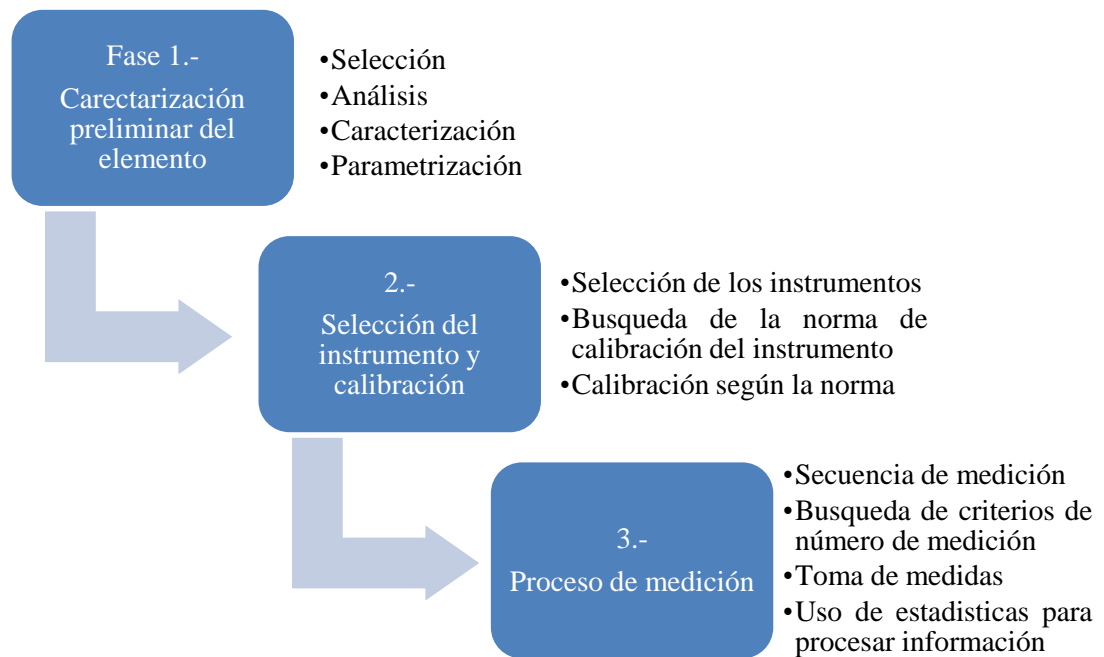 Fase 1.-
Carectarización
preliminar del
elemento
•Selección
•Análisis
•Caracterización
•Parametrización
2.-
Selección del
instrumento y
calibración
•Selección de los instrumentos
•Busqueda de la norma de
calibración del instrumento
•Calibración según la norma
3.-
Proceso de medición
•Secuencia de medición
•Busqueda de criterios de
número de medición
•Toma de medidas
•Uso de estadisticas para
procesar información